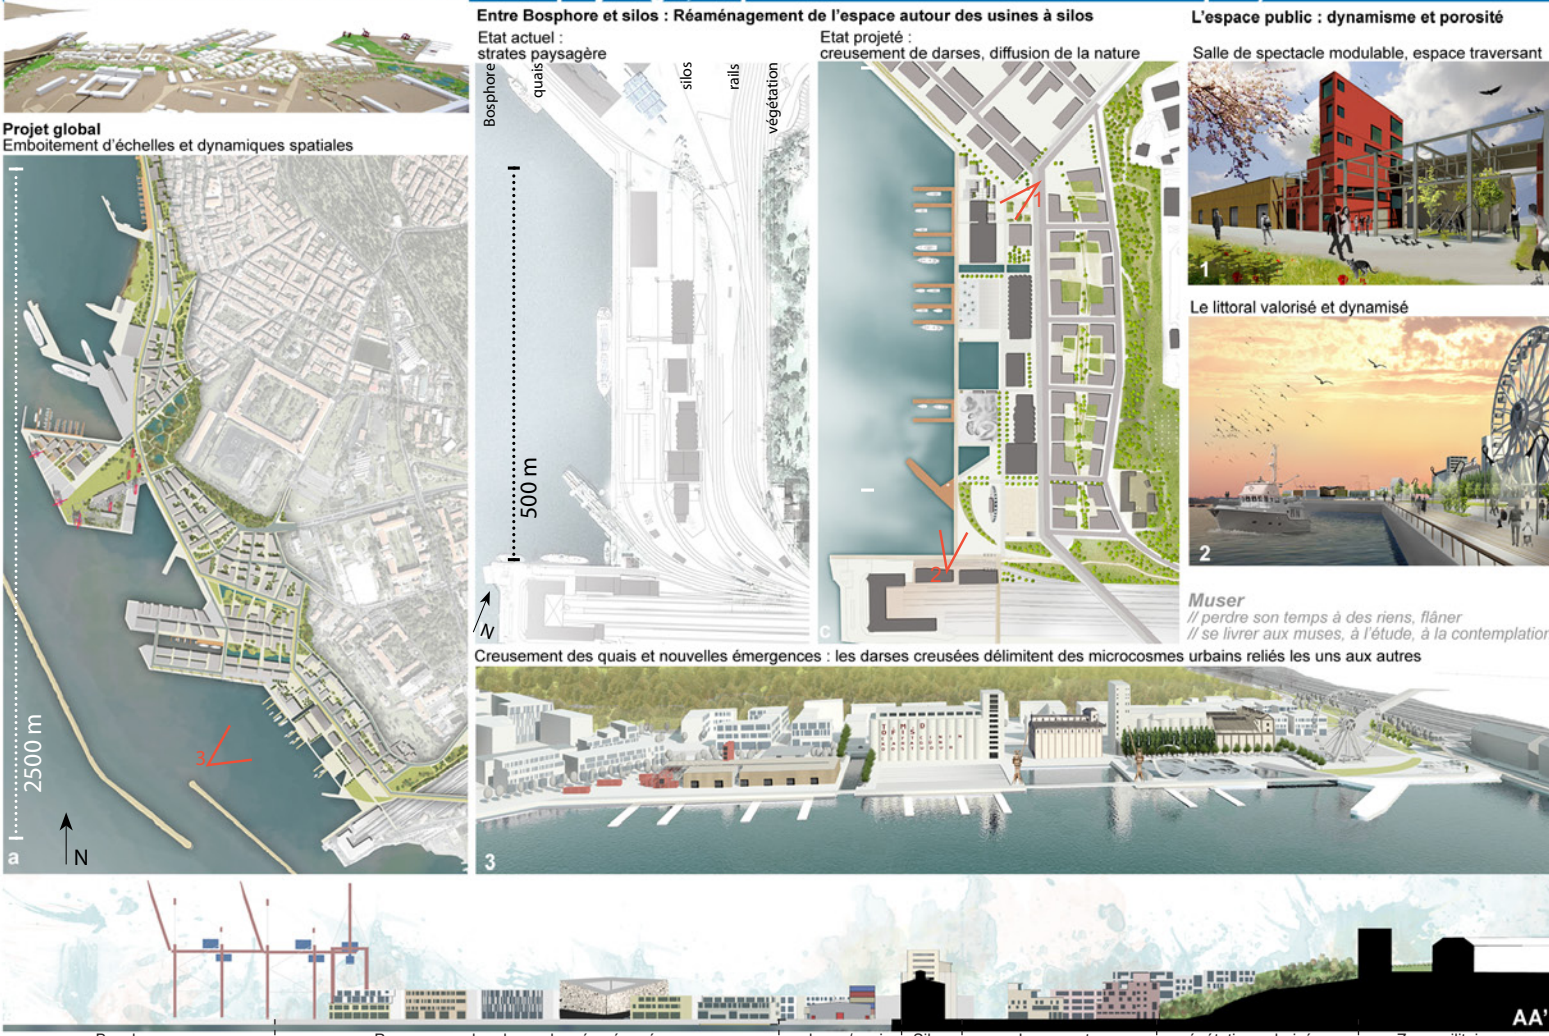 Entre Bosphore et silos : Réaménagement de l'espace autour des usines à silos
Etat actuel :
strates paysagère
Bosphore
quais
silos
rails
végétation
Etat projeté :
creusement de darses, diffusion de la nature
L'espace public : dynamisme et porosité
Salle de spectacle modulable, espace traversant
1
Projet global
Emboitement d'échelles et dynamiques spatiales
2500 m
N
a
3
500 m
N
1
2
c
Le littoral valorisé et dynamisé
2
Muser
// perdre son temps à des riens, flâner
// se livrer aux muses, à l'étude, à la contemplation
Creusement des quais et nouvelles émergences : les darses creusées délimitent des microcosmes urbains reliés les uns aux autres
T M O
3
AA'